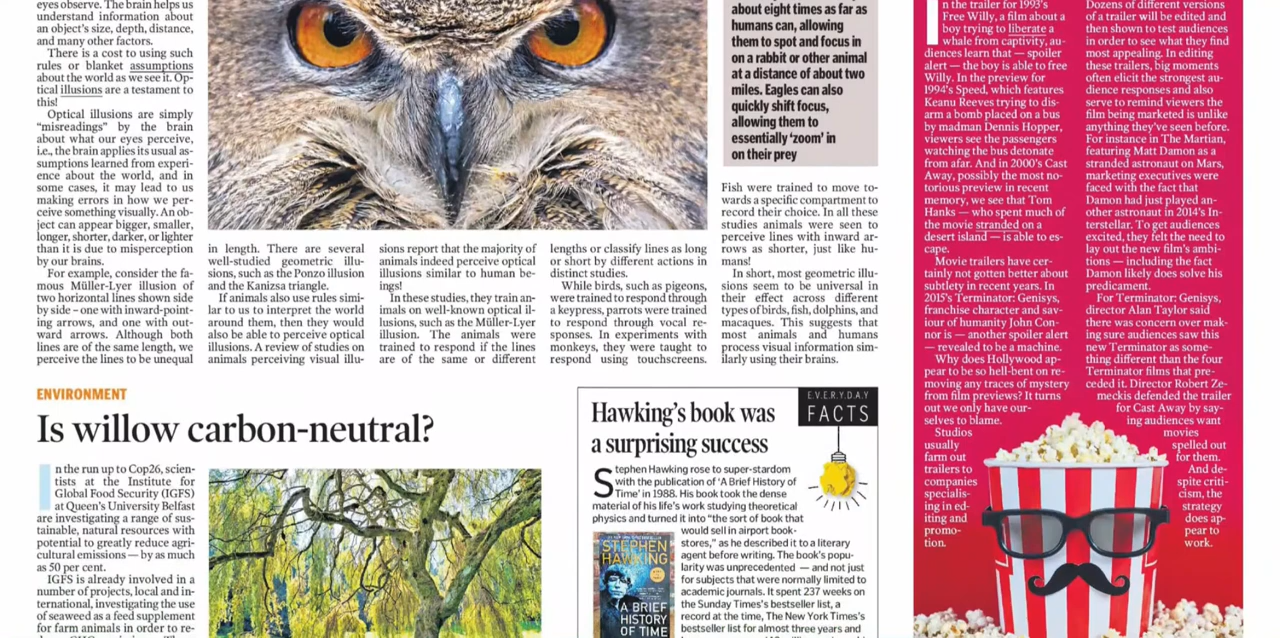 eyes observe. The brain helps us
understand information about
an object's size, depth, distance,
and many other factors.
There is a cost to using such
rules or blanket assumptions
about the world as we see it. Op-
tical illusions are a testament to
this!
Optical illusions are simply
"misreadings" by the brain
about what our eyes perceive,
i.e., the brain applies its usual as-
sumptions learned from experi-
ence about the world, and in
some cases, it may lead to us
making errors in how we per-
ceive something visually. An ob-
ject can appear bigger, smaller,
longer, shorter, darker, or lighter
than it is due to misperception
by our brains.
For example, consider the fa-
mous Müller-Lyer illusion of
two horizontal lines shown side
by side – one with inward-point-
ing arrows, and one with out-
ward arrows. Although both
lines are of the same length, we
perceive the lines to be unequal
in length. There are several
well-studied geometric illu-
sions, such as the Ponzo illusion
and the Kanizsa triangle.
If animals also use rules simi-
lar to us to interpret the world
around them, then they would
also be able to perceive optical
illusions. A review of studies on
animals perceiving visual illu-
sions report that the majority of
animals indeed perceive optical
illusions similar to human be-
ings!
In these studies, they train an-
imals on well-known optical il-
lusions, such as the Müller-Lyer
illusion. The animals were
trained to respond if the lines
are of the same or different
lengths or classify lines as long
or short by different actions in
distinct studies.
While birds, such as pigeons,
were trained to respond through
a keypress, parrots were trained
to respond through vocal re-
sponses. In experiments with
monkeys, they were taught to
respond using touchscreens.
about eight times as far as
humans can, allowing
them to spot and focus in
on a rabbit or other animal
at a distance of about two
miles. Eagles can also
quickly shift focus,
allowing them to
essentially 'zoom' in
on their prey
Fish were trained to move to-
wards a specific compartment to
record their choice. In all these
studies animals were seen to
perceive lines with inward ar-
rows as shorter, just like hu-
mans!
In short, most geometric illu-
sions seem to be universal in
their effect across different
types of birds, fish, dolphins, and
macaques. This suggests that
most animals and humans
process visual information sim-
ilarly using their brains.
ENVIRONMENT
Is willow carbon-neutral?
In the run up to Cop26, scien-
tists at the Institute for
Global Food Security (IGFS)
at Queen's University Belfast
are investigating a range of sus-
tainable, natural resources with
potential to greatly reduce agri-
cultural emissions — by as much
as 50 per cent.
IGFS is already involved in a
number of projects, local and in-
ternational, investigating the use
of seaweed as a feed supplement
for farm animals in order to re-
EVERYDAY
FACTS
Hawking's book was
a surprising success
Stephen Hawking rose to super-stardom
with the publication of 'A Brief History of
Time' in 1988. His book took the dense
material of his life's work studying theoretical
physics and turned it into "the sort of book that
would sell in airport book-
stores," as he described it to a literary
agent before writing. The book's popu-
larity was unprecedented — and not just
for subjects that were normally limited to
academic journals. It spent 237 weeks on
the Sunday Times's bestseller list, a
record at the time, The New York Times's
bestseller list for almost three years and
STEPHEN
HAWKING
A BRIEF
HISTORY
OF TIME
In the trailer for 1993's
Free Willy, a film about a
boy trying to liberate a
whale from captivity, au-
diences learn that — spoiler
alert — the boy is able to free
Willy. In the preview for
1994's Speed, which features
Keanu Reeves trying to dis-
arm a bomb placed on a bus
by madman Dennis Hopper,
viewers see the passengers
watching the bus detonate
from afar. And in 2000's Cast
Away, possibly the most no-
torious preview in recent
memory, we see that Tom
Hanks — who spent much of
the movie stranded on a
desert island — is able to es-
cape.
Movie trailers have cer-
tainly not gotten better about
subtlety in recent years. In
2015's Terminator: Genisys,
franchise character and sav-
iour of humanity John Con-
nor is — another spoiler alert
— revealed to be a machine.
Why does Hollywood ap-
pear to be so hell-bent on re-
moving any traces of mystery
from film previews? It turns
out we only have our-
selves to blame.
Studios
usually
farm out
trailers to
companies
specialis-
ing in ed-
iting and
promo-
tion.
Dozens of different versions
of a trailer will be edited and
then shown to test audiences
in order to see what they find
most appealing. In editing
these trailers, big moments
often elicit the strongest au-
dience responses and also
serve to remind viewers the
film being marketed is unlike
anything they've seen before.
For instance in The Martian,
featuring Matt Damon as a
stranded astronaut on Mars,
marketing executives were
faced with the fact that
Damon had just played an-
other astronaut in 2014's In-
terstellar. To get audiences
excited, they felt the need to
lay out the new film's ambi-
tions — including the fact
Damon likely does solve his
predicament.
For Terminator: Genisys,
director Alan Taylor said
there was concern over mak-
ing sure audiences saw this
new Terminator as some-
thing different than the four
Terminator films that pre-
ceded it. Director Robert Ze-
meckis defended the trailer
for Cast Away by say-
ing audiences want
movies
spelled out
for them.
And de-
spite criti-
cism, the
strategy
does ap-
pear to
work.